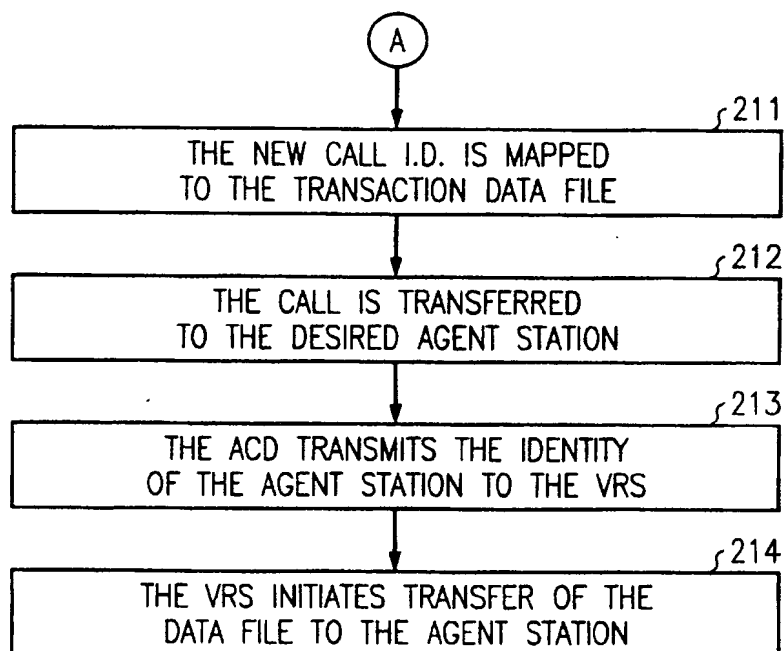 A
211
THE NEW CALL I.D. IS MAPPED
TO THE TRANSACTION DATA FILE
212
THE CALL IS TRANSFERRED
TO THE DESIRED AGENT STATION
213
THE ACD TRANSMITS THE IDENTITY
OF THE AGENT STATION TO THE VRS
214
THE VRS INITIATES TRANSFER OF THE
DATA FILE TO THE AGENT STATION